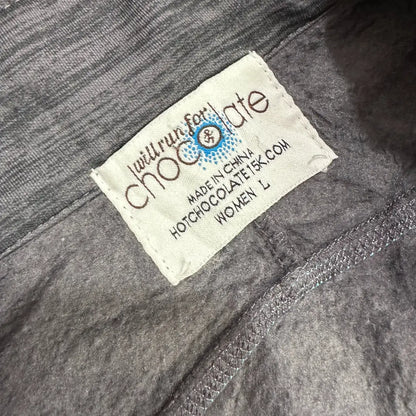 I will run for
chocolate
MADE IN CHINA
HOTCHOCOLATE15K.COM
WOMEN L